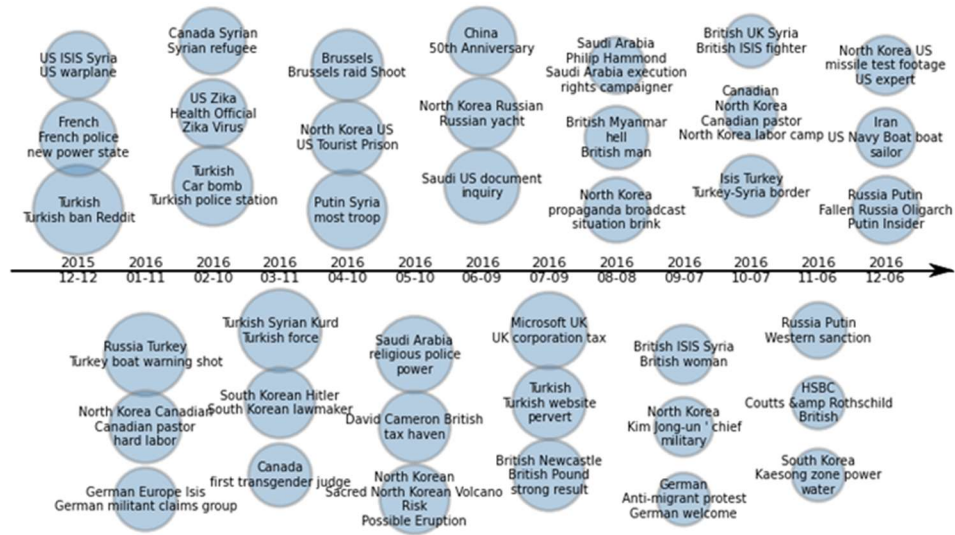 US ISIS Syria
US warplane
French
French police
new power state
Turkish
Turkish ban Reddit
Canada Syrian
Syrian refugee
US Zika
Health Official
Zika Virus
Turkish
Car bomb
Turkish police station
Brussels
Brussels raid Shoot
North Korea US
US Tourist Prison
Putin Syria
most troop
China
50th Anniversary
North Korea Russian
Russian yacht
Saudi US document
inquiry
Saudi Arabia
Philip Hammond
Saudi Arabia execution
rights campaigner
British Myanmar
hell
British man
North Korea
propaganda broadcast
situation brink
British UK Syria
British ISIS fighter
Canadian
North Korea
Canadian pastor
North Korea labor camp
Isis Turkey
Turkey-Syria border
North Korea US
missile test footage
US expert
Iran
US Navy Boat boat
sailor
Russia Putin
Fallen Russia Oligarch
Putin Insider
2015 2016 2016 2016 2016 2016 2016 2016 2016 2016 2016 2016 2016
12-12 01-11 02-10 03-11 04-10 05-10 06-09 07-09 08-08 09-07 10-07 11-06 12-06
Russia Turkey
Turkey boat warning shot
North Korea Canadian
Canadian pastor
hard labor
German Europe Isis
German militant claims group
Turkish Syrian Kurd
Turkish force
South Korean Hitler
South Korean lawmaker
Canada
first transgender judge
Saudi Arabia
religious police
power
David Cameron British
tax haven
North Korean
Sacred North Korean Volcano
Risk
Possible Eruption
Microsoft UK
UK corporation tax
Turkish
Turkish website
pervert
British Newcastle
British Pound
strong result
British ISIS Syria
British woman
North Korea
Kim Jong-un ' chief
military
German
Anti-migrant protest
German welcome
Russia Putin
Western sanction
HSBC
Coutts &amp Rothschild
British
South Korea
Kaesong zone power
water